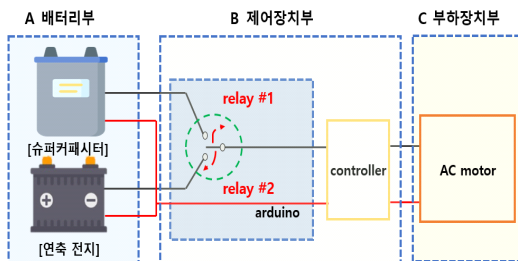 A 배터리부
B 제어장치부
C 부하장치부
relay #1
[슈퍼커패시터]
controller
AC motor
relay #2
arduino
[연축 전지]